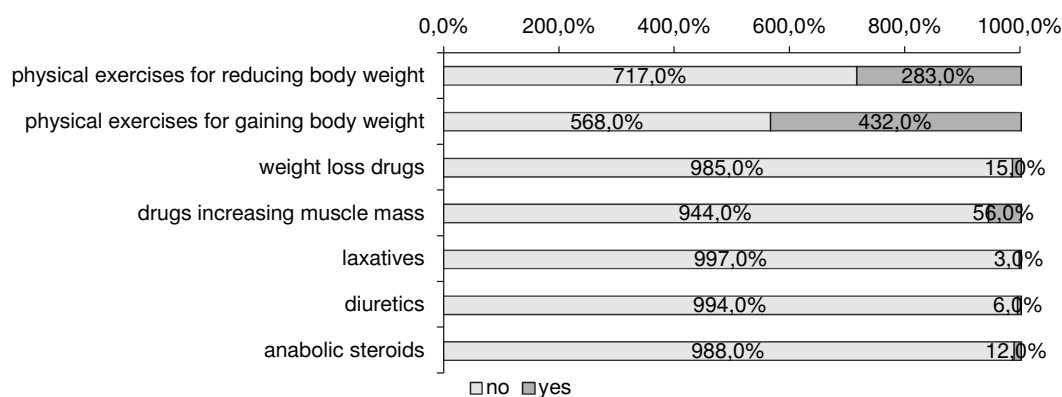 0,0% 200,0% 400,0% 600,0% 800,0% 1000,0%
physical exercises for reducing body weight 717,0% 283,0%
physical exercises for gaining body weight 568,0% 432,0%
weight loss drugs 985,0% 15,0%
drugs increasing muscle mass 944,0% 56,0%
laxatives 997,0% 3,0%
diuretics 994,0% 6,0%
anabolic steroids 988,0% 12,0%
no yes